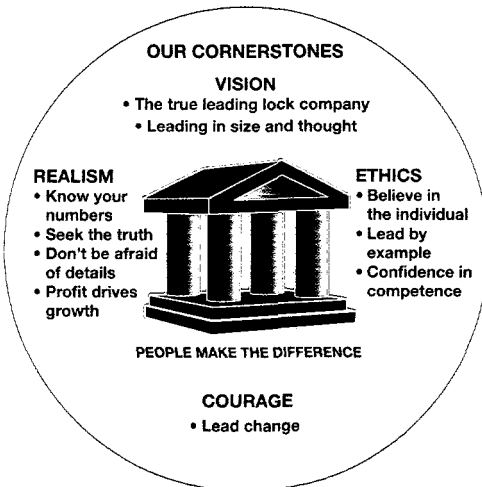 OUR CORNERSTONES
VISION
• The true leading lock company
• Leading in size and thought
REALISM
• Know your
numbers
• Seek the truth
• Don't be afraid
of details
• Profit drives
growth
ETHICS
• Believe in
the individual
• Lead by
example
• Confidence in
competence
PEOPLE MAKE THE DIFFERENCE
COURAGE
• Lead change